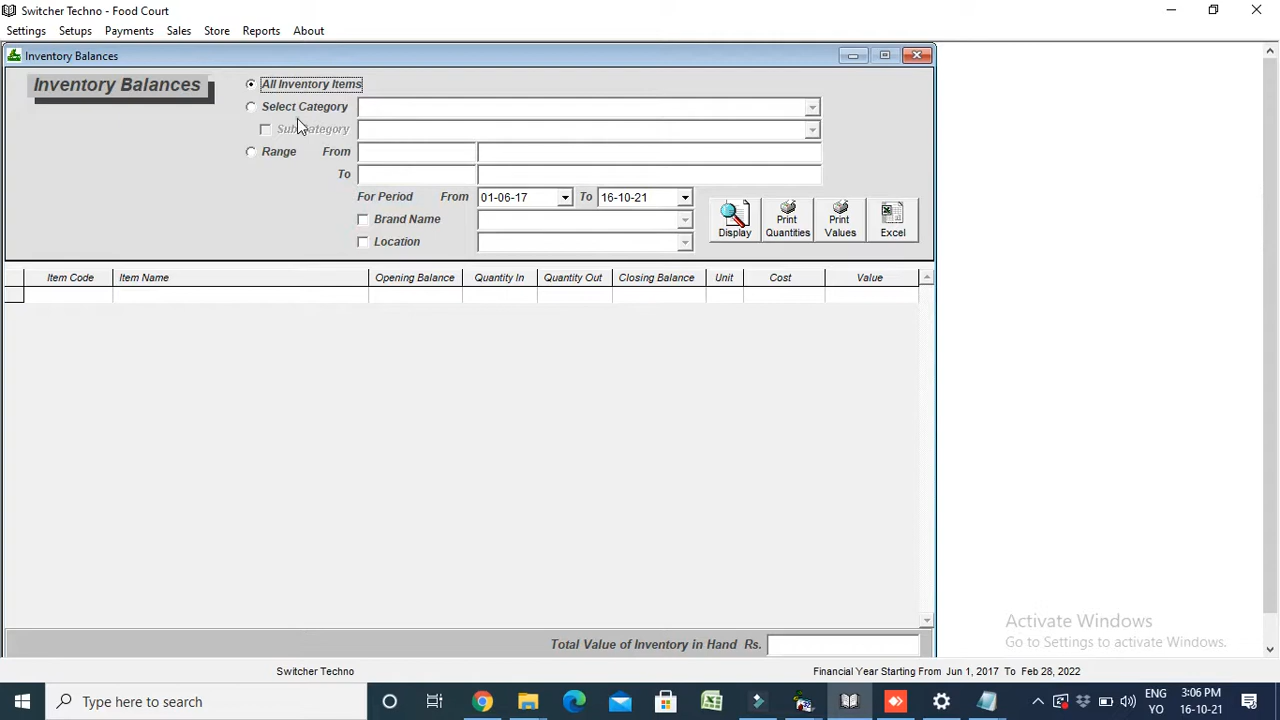 Switcher Techno - Food Court
Settings Setups Payments Sales Store Reports About
Inventory Balances
Inventory Balances
All Inventory Items
Select Category
Sub Category
Range From
To
For Period From 01-06-17 To 16-10-21
Brand Name
Location
Display
Print Quantities
Print Values
Excel
Item Code Item Name Opening Balance Quantity In Quantity Out Closing Balance Unit Cost Value
Activate Windows
Go to Settings to activate Windows.
Total Value of Inventory in Hand Rs.
Switcher Techno Financial Year Starting From Jun 1, 2017 To Feb 28, 2022
Type here to search
ENG 3:06 PM
YO 16-10-21